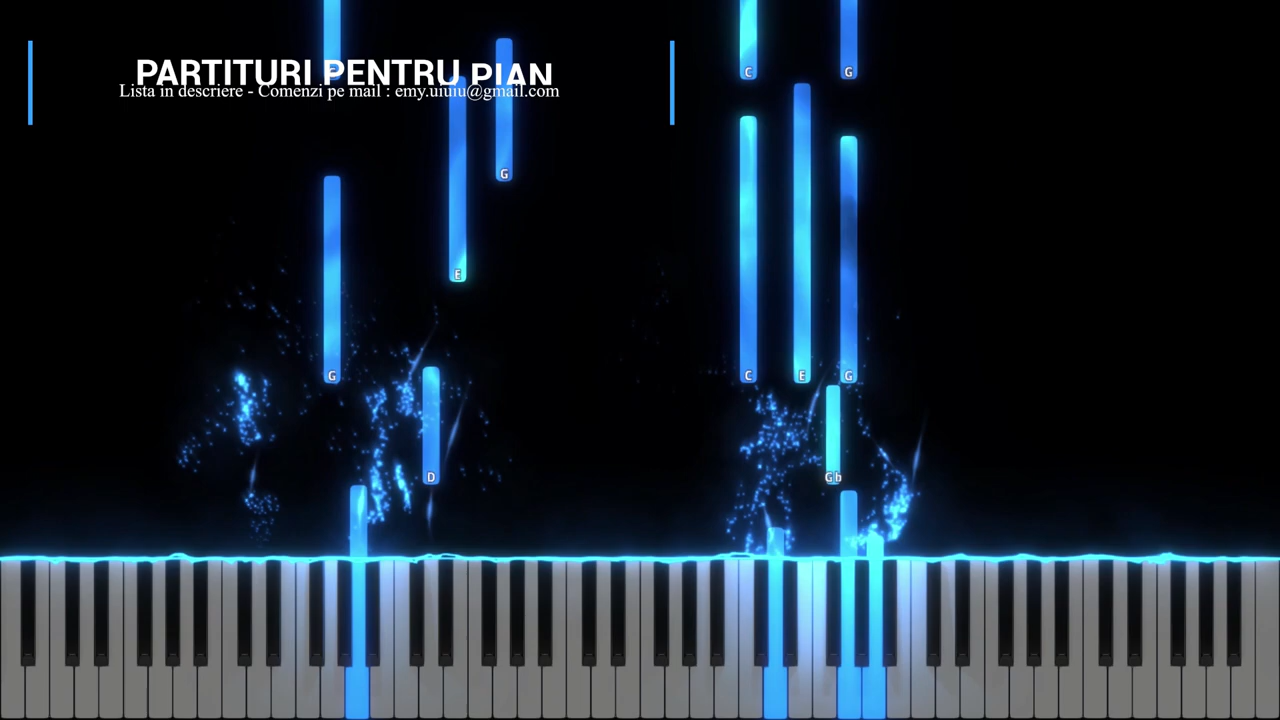 PARTITURI PENTRU PIAN
Lista in descriere - Comenzi pe mail : emy.uiuiu@gmail.com
C G
G
E
G C E G
D Gb